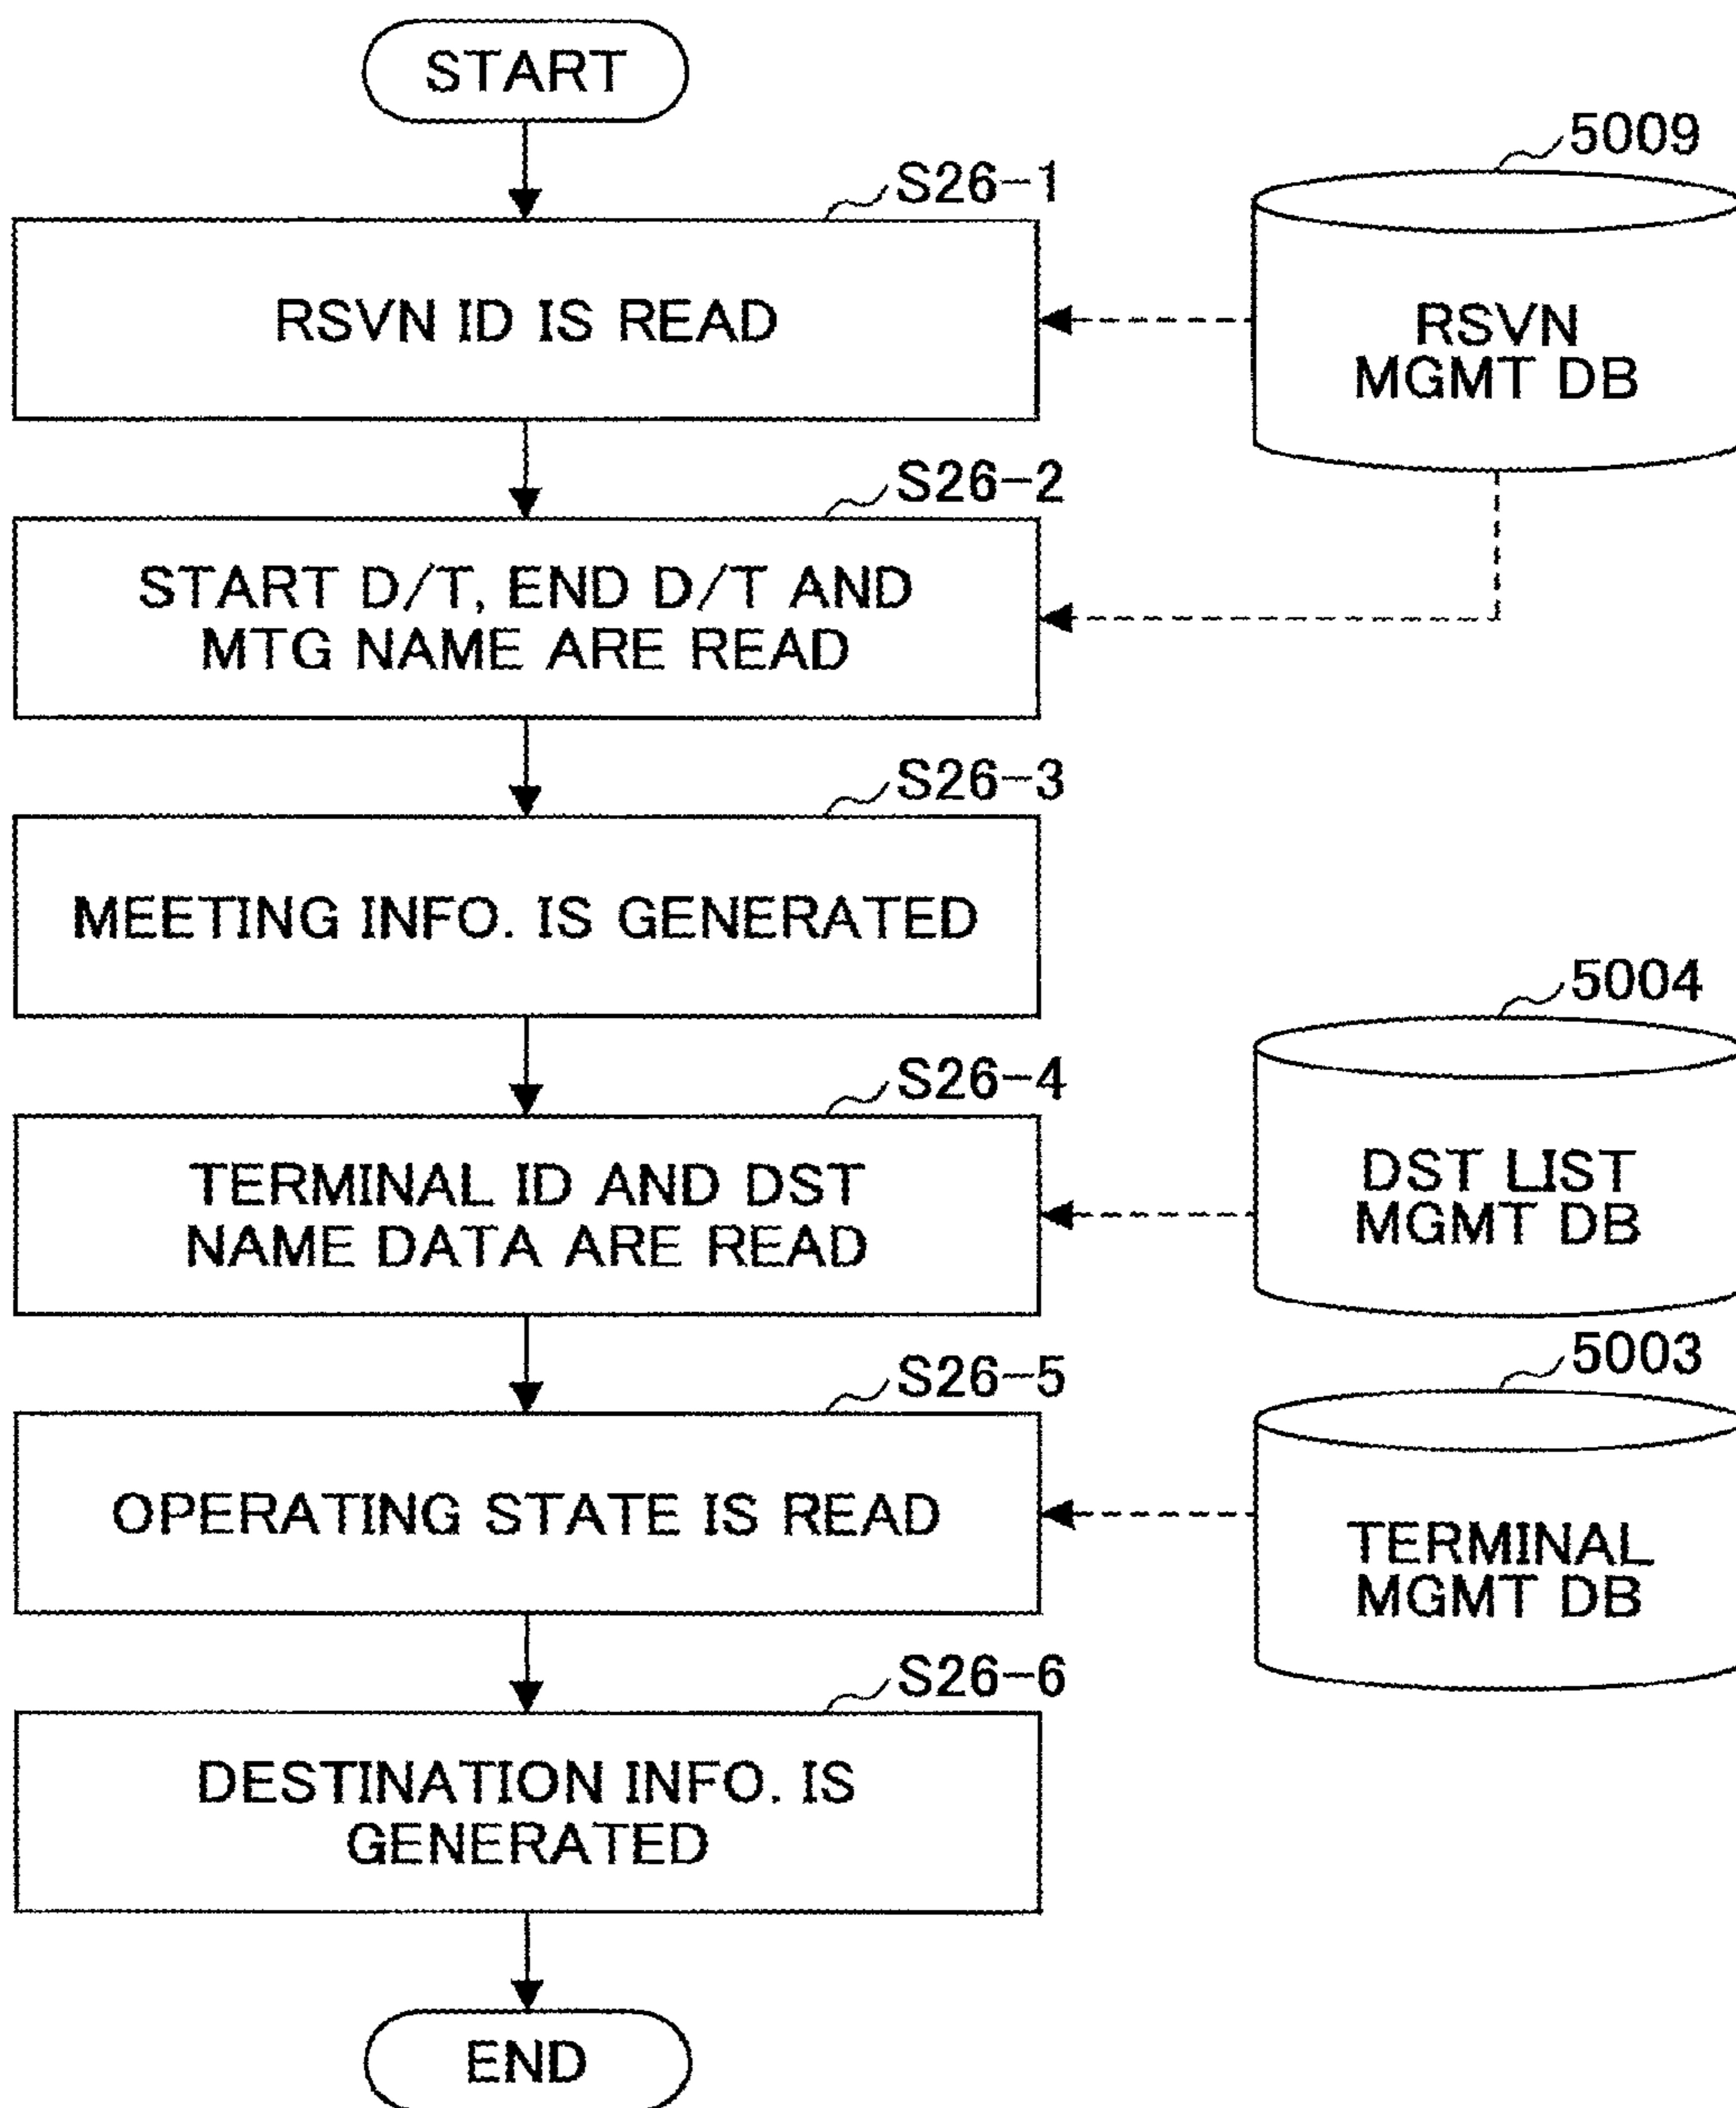 START
S26-1
RSVN ID IS READ
5009
RSVN
MGMT DB
S26-2
START D/T, END D/T AND
MTG NAME ARE READ
S26-3
MEETING INFO. IS GENERATED
S26-4
TERMINAL ID AND DST
NAME DATA ARE READ
5004
DST LIST
MGMT DB
S26-5
OPERATING STATE IS READ
5003
TERMINAL
MGMT DB
S26-6
DESTINATION INFO. IS
GENERATED
END